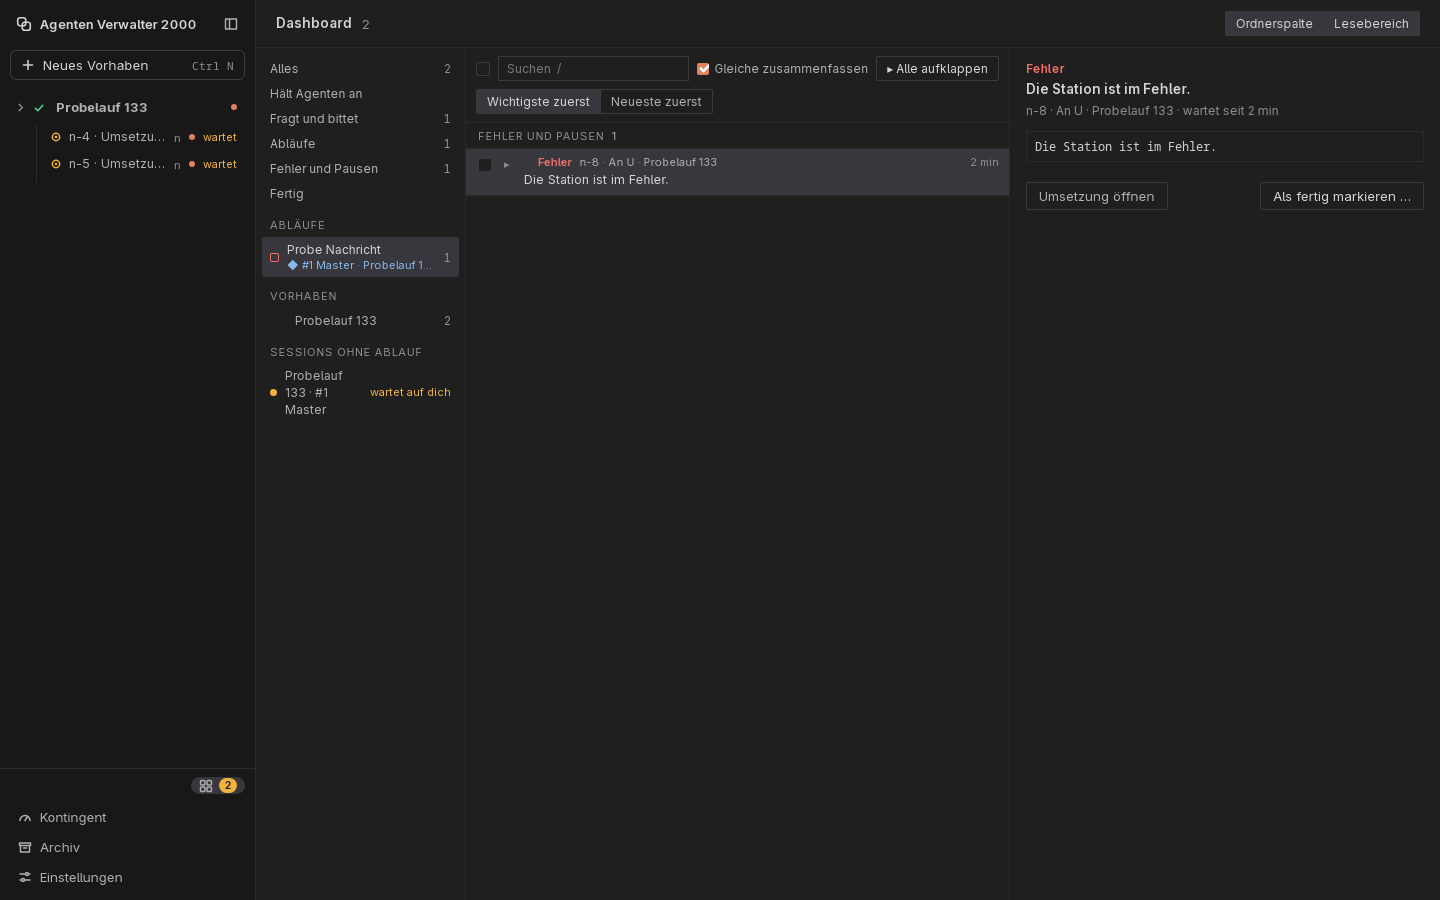 Agenten Verwalter 2000
Neues Vorhaben Ctrl N
Probelauf 133
n-4 · Umsetzu… n wartet
n-5 · Umsetzu… n wartet
2
Kontingent
Archiv
Einstellungen
Dashboard 2
Ordnerspalte Lesebereich
Alles 2
Hält Agenten an
Fragt und bittet 1
Abläufe 1
Fehler und Pausen 1
Fertig
ABLÄUFE
Probe Nachricht 1
#1 Master · Probelauf 1…
VORHABEN
Probelauf 133 2
SESSIONS OHNE ABLAUF
Probelauf
133 · #1
Master
wartet auf dich
Suchen /
Gleiche zusammenfassen
▸ Alle aufklappen
Wichtigste zuerst Neueste zuerst
FEHLER UND PAUSEN 1
▸ Fehler n-8 · An U · Probelauf 133 2 min
Die Station ist im Fehler.
Fehler
Die Station ist im Fehler.
n-8 · An U · Probelauf 133 · wartet seit 2 min
Die Station ist im Fehler.
Umsetzung öffnen Als fertig markieren …